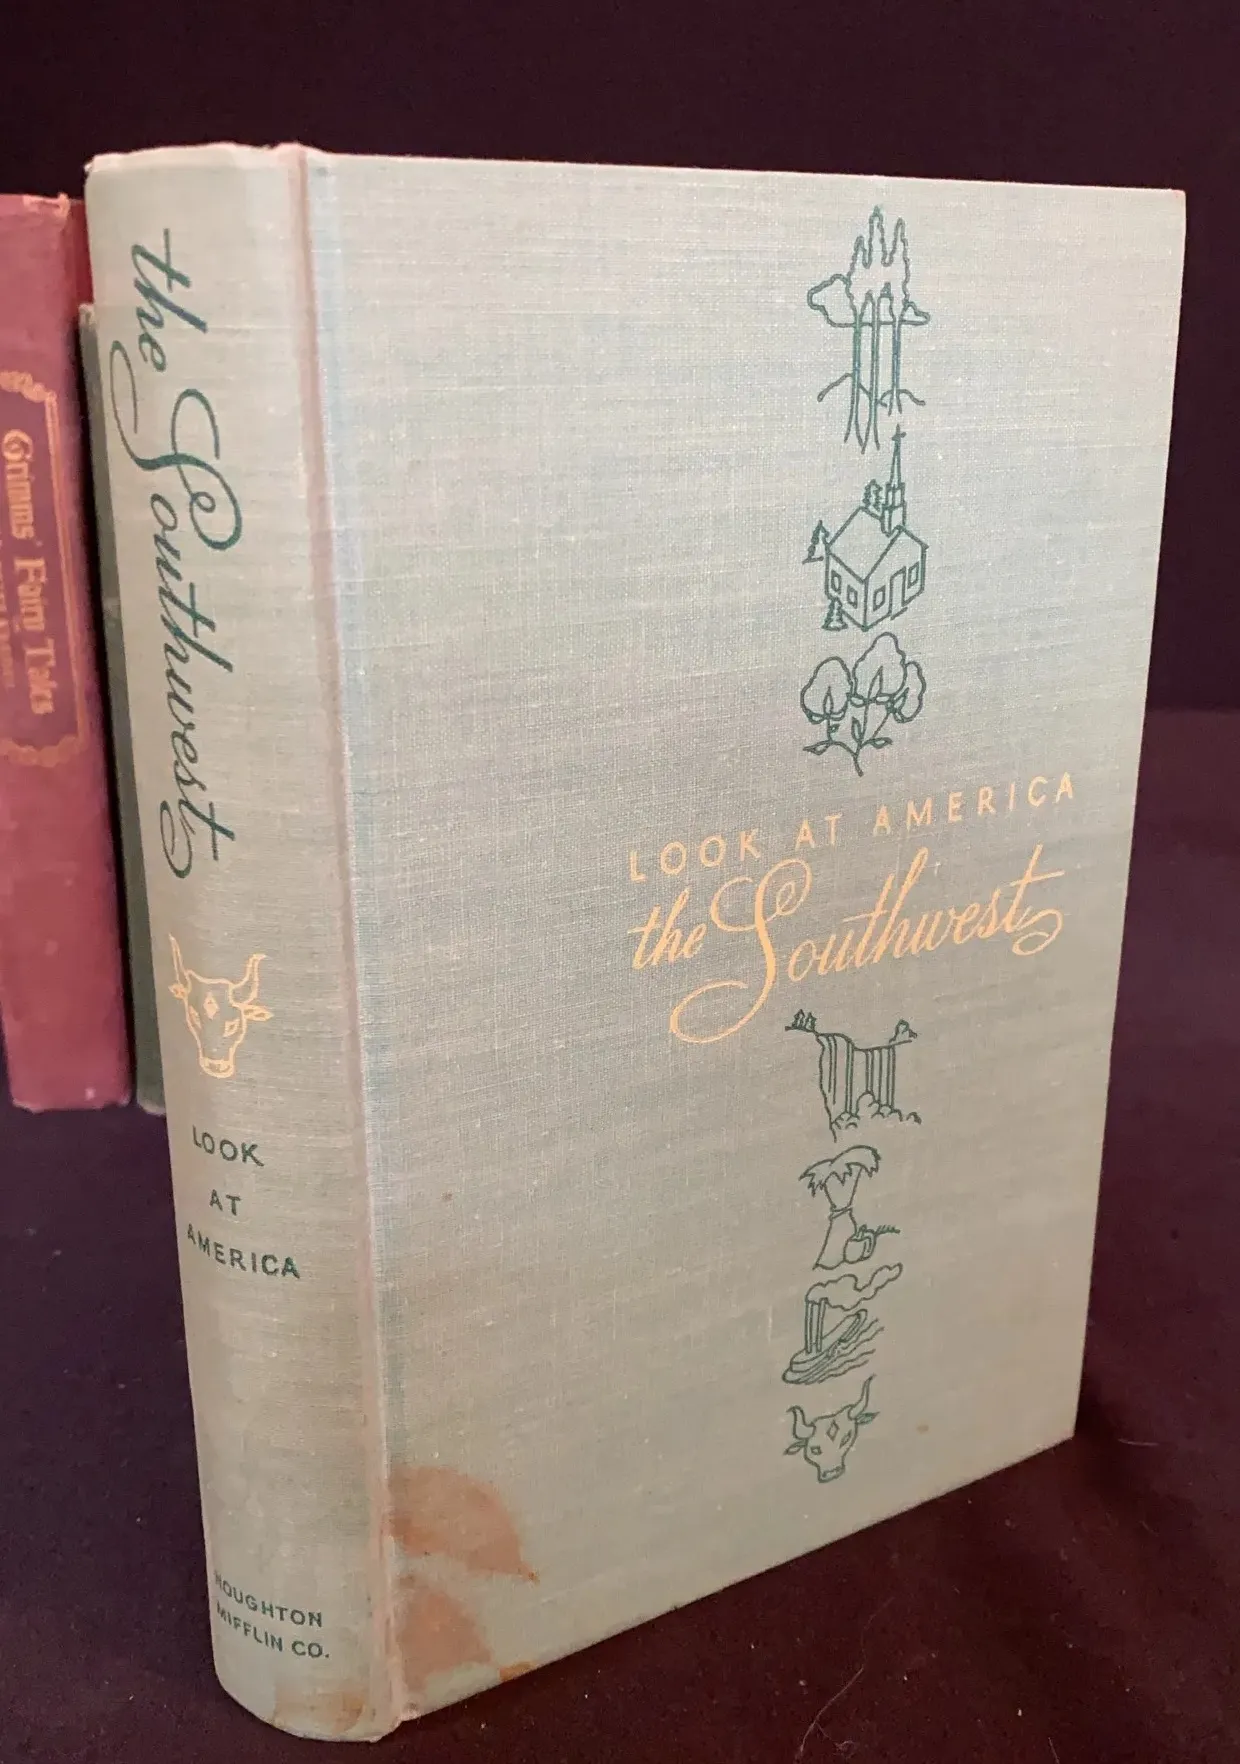 Grimms' Fairy Tales
the Southwest
LOOK
AT
AMERICA
HOUGHTON
MIFFLIN CO.
LOOK AT AMERICA
the Southwest